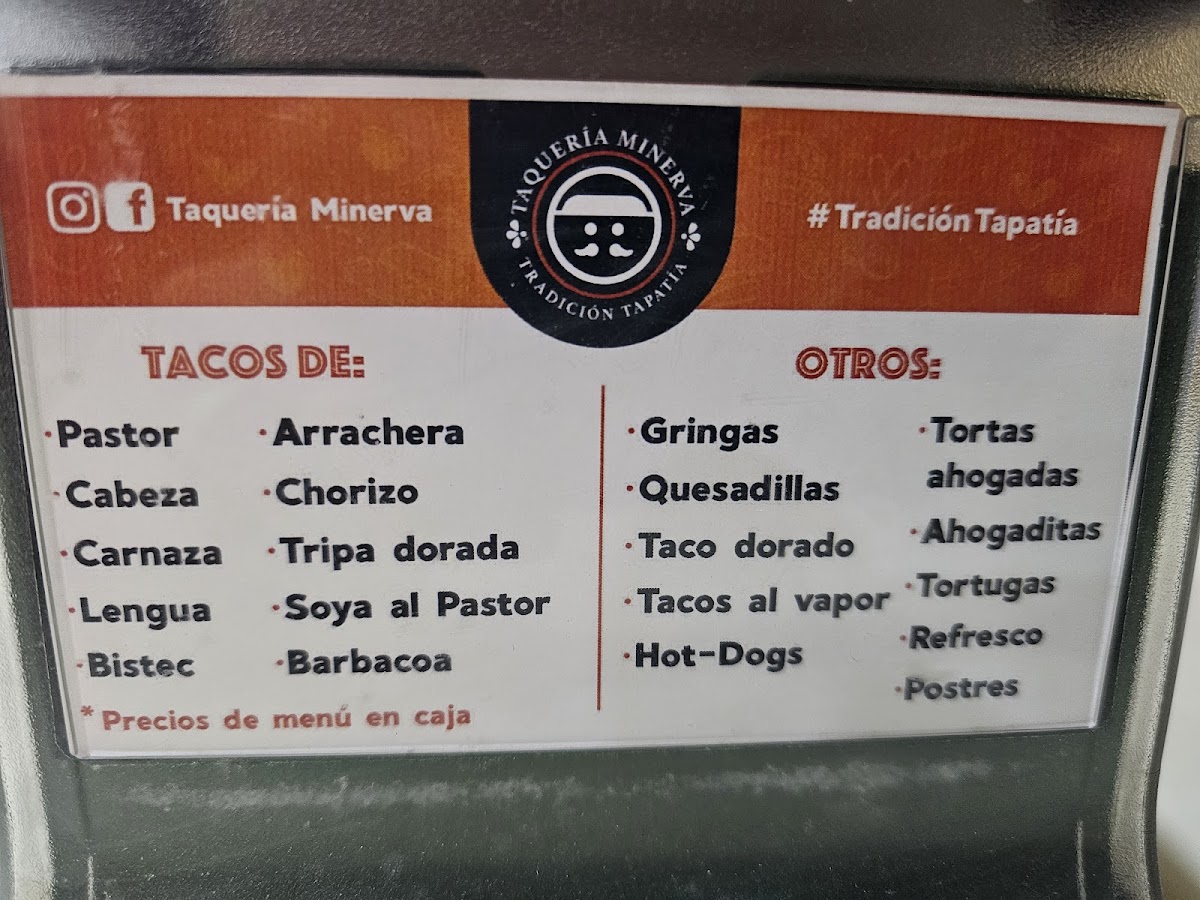 Taquería Minerva
TAQUERÍA MINERVA
TRADICIÓN TAPATÍA
#TradiciónTapatía
TACOS DE:
·Pastor
·Cabeza
·Carnaza
·Lengua
·Bistec
·Arrachera
·Chorizo
·Tripa dorada
·Soya al Pastor
·Barbacoa
* Precios de menú en caja
OTROS:
·Gringas
·Quesadillas
·Taco dorado
·Tacos al vapor
·Hot-Dogs
·Tortas
ahogadas
·Ahogaditas
·Tortugas
·Refresco
·Postres